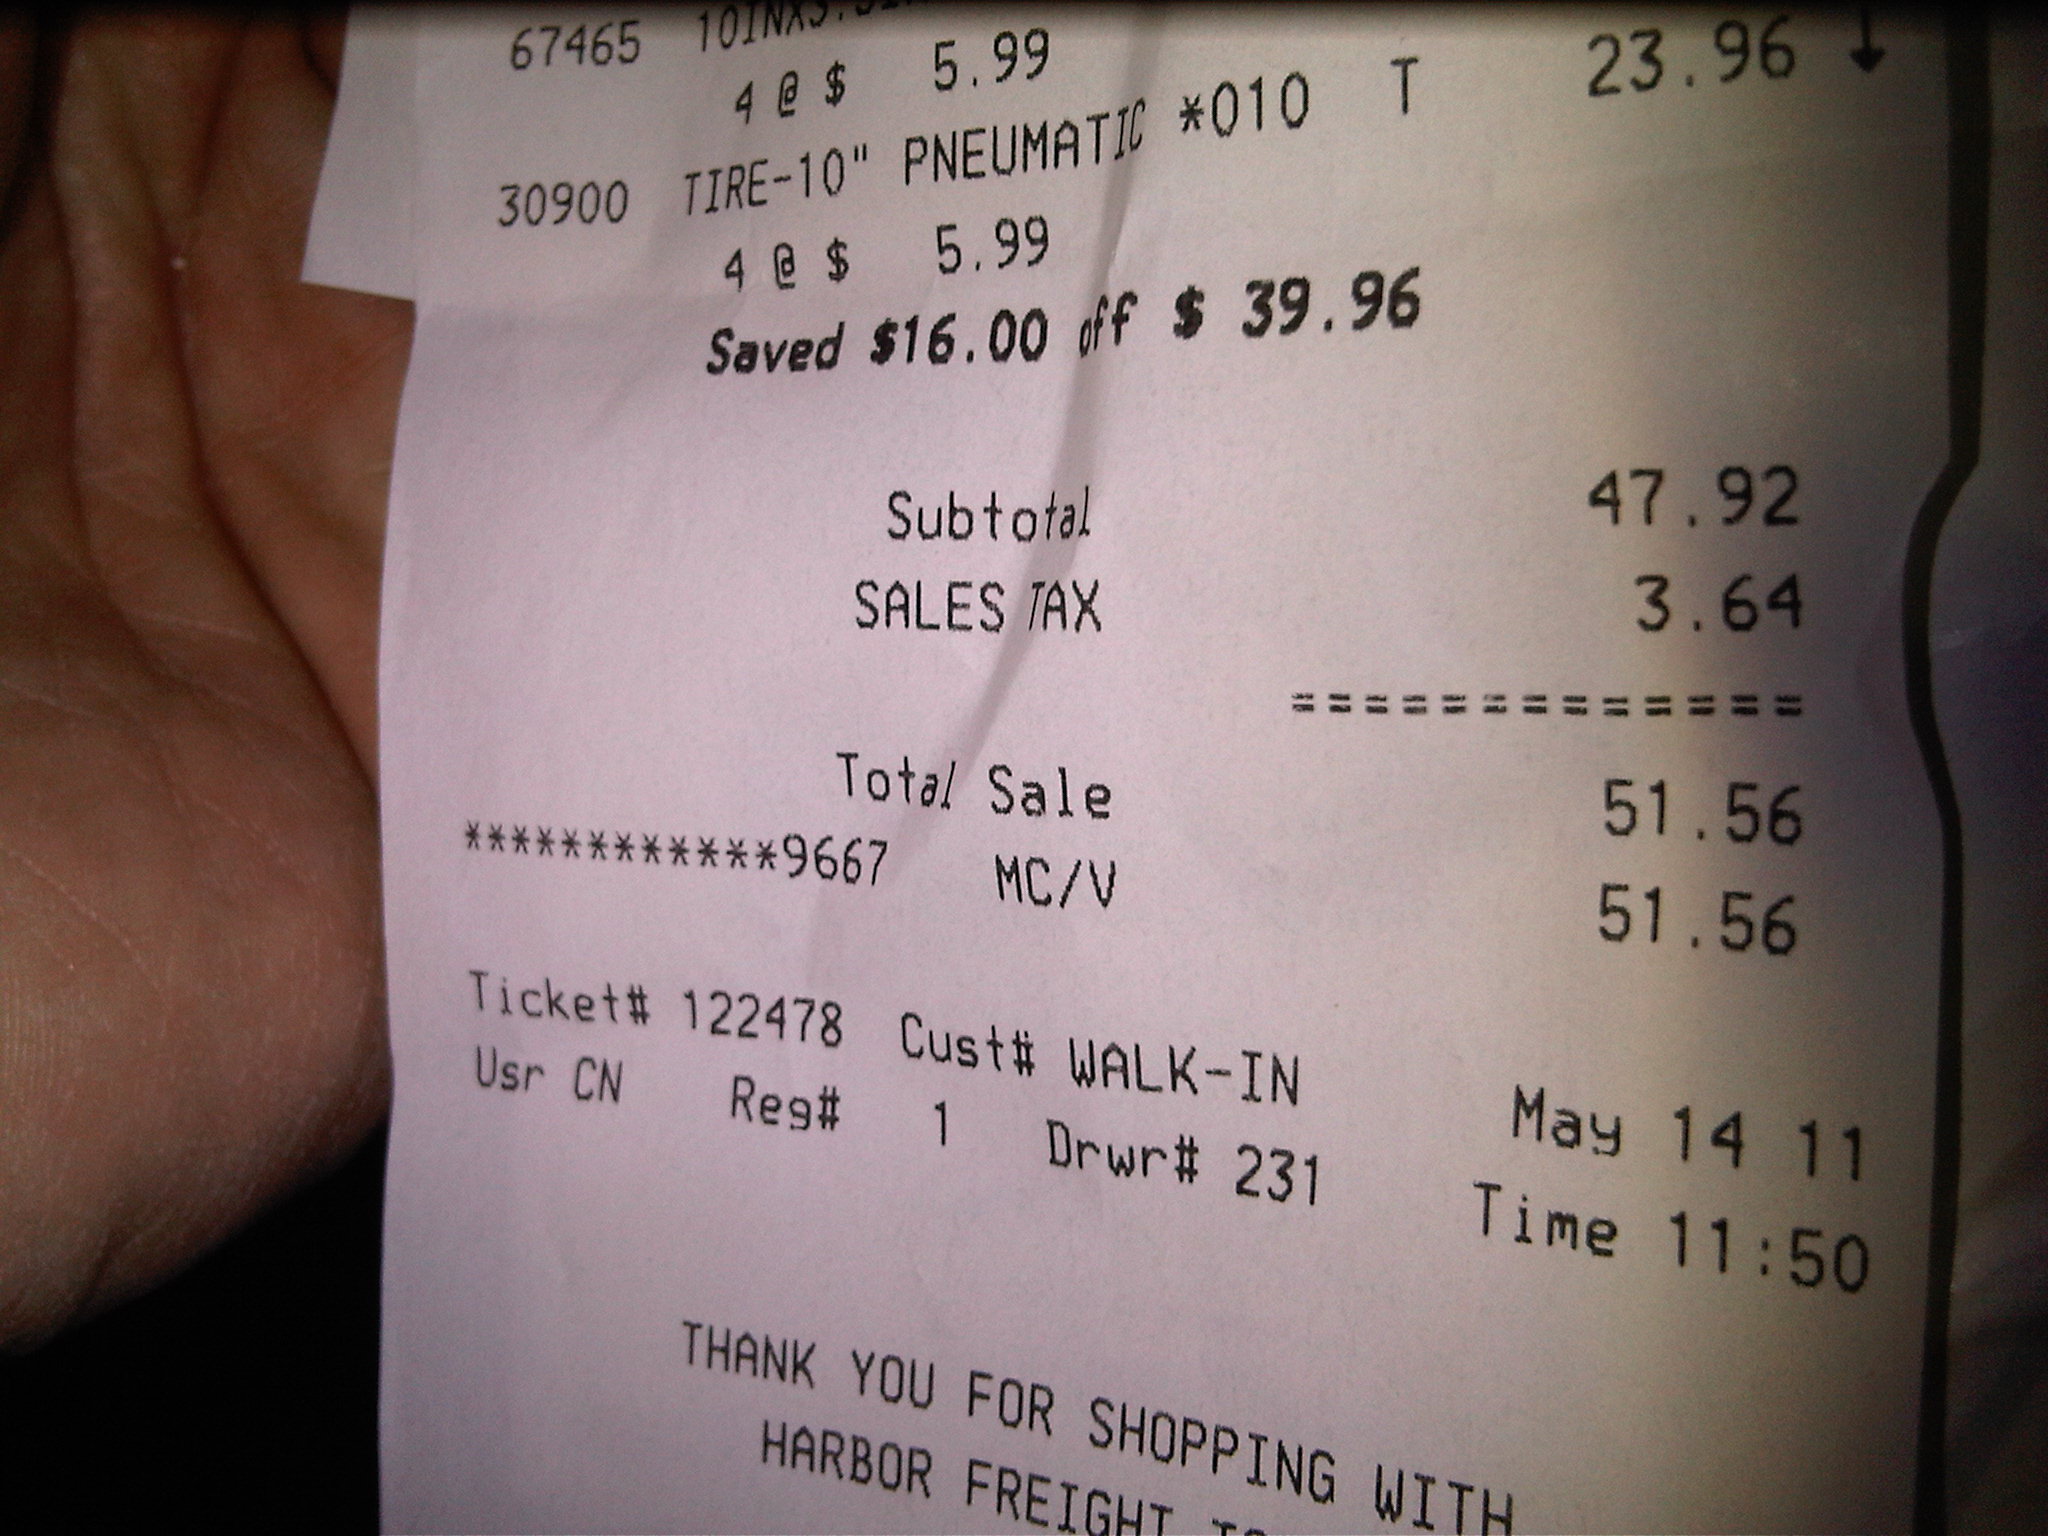 67465
4 @ $ 5.99
30900 TIRE-10" PNEUMATIC *010 T 23.96 ↓
4 @ $ 5.99
Saved $16.00 off $ 39.96
Subtotal 47.92
SALES TAX 3.64
==============
Total Sale 51.56
************9667 MC/V 51.56
Ticket# 122478 Cust# WALK-IN May 14 11
Usr CN Reg# 1 Drwr# 231 Time 11:50
THANK YOU FOR SHOPPING WITH
HARBOR FREIGHT